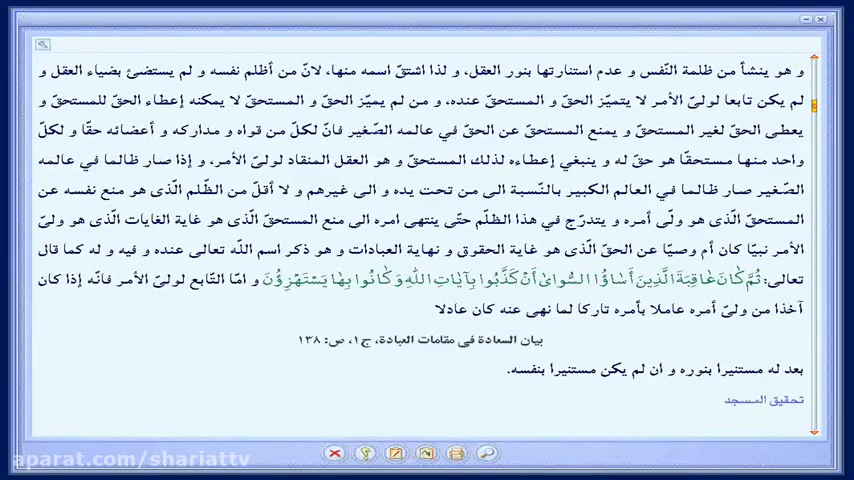 و هو ينشأ من ظلمة النّفس و عدم استنارتها بنور العقل، و لذا اشتقّ اسمه منها، لانّ من أظلم نفسه و لم يستضئ بضياء العقل و
لم يكن تابعا لولىّ الأمر لا يتميّز الحقّ و المستحقّ عنده، و من لم يميّز الحقّ و المستحقّ لا يمكنه إعطاء الحقّ للمستحقّ و
يعطى الحقّ لغير المستحقّ و يمنع المستحقّ عن الحقّ في عالمه الصّغير فانّ لكلّ من قواه و مداركه و أعضائه حقّا و لكلّ
واحد منها مستحقّا هو حقّ له و ينبغي إعطاءه لذلك المستحقّ و هو العقل المنقاد لولىّ الأمر، و إذا صار ظالما في عالمه
الصّغير صار ظالما في العالم الكبير بالنّسبة الى من تحت يده و الى غيرهم و لا أقلّ من الظّلم الّذى هو منع نفسه عن
المستحقّ الّذى هو ولّى أمره و يتدرّج في هذا الظّلم حتّى ينتهى امره الى منع المستحقّ الّذى هو غاية الغايات الّذى هو ولىّ
الأمر نبيّا كان أم وصيّا عن الحقّ الّذى هو غاية الحقوق و نهاية العبادات و هو ذكر اسم اللّه تعالى عنده و فيه و له كما قال
تعالى: ثُمَّ كٰانَ عٰاقِبَةَ الَّذِينَ أَسٰاؤُا السُّواىٰ أَنْ كَذَّبُوا بِآيٰاتِ اللّٰهِ وَ كٰانُوا بِهٰا يَسْتَهْزِؤُنَ و امّا التّابع لولىّ الأمر فانّه إذا كان
آخذا من ولىّ أمره عاملا بأمره تاركا لما نهى عنه كان عادلا
بيان السعادة فى مقامات العبادة، ج١، ص: ١٣٨
بعد له مستنيرا بنوره و ان لم يكن مستنيرا بنفسه.
تحقيق المسجد
aparat.com/shariattv